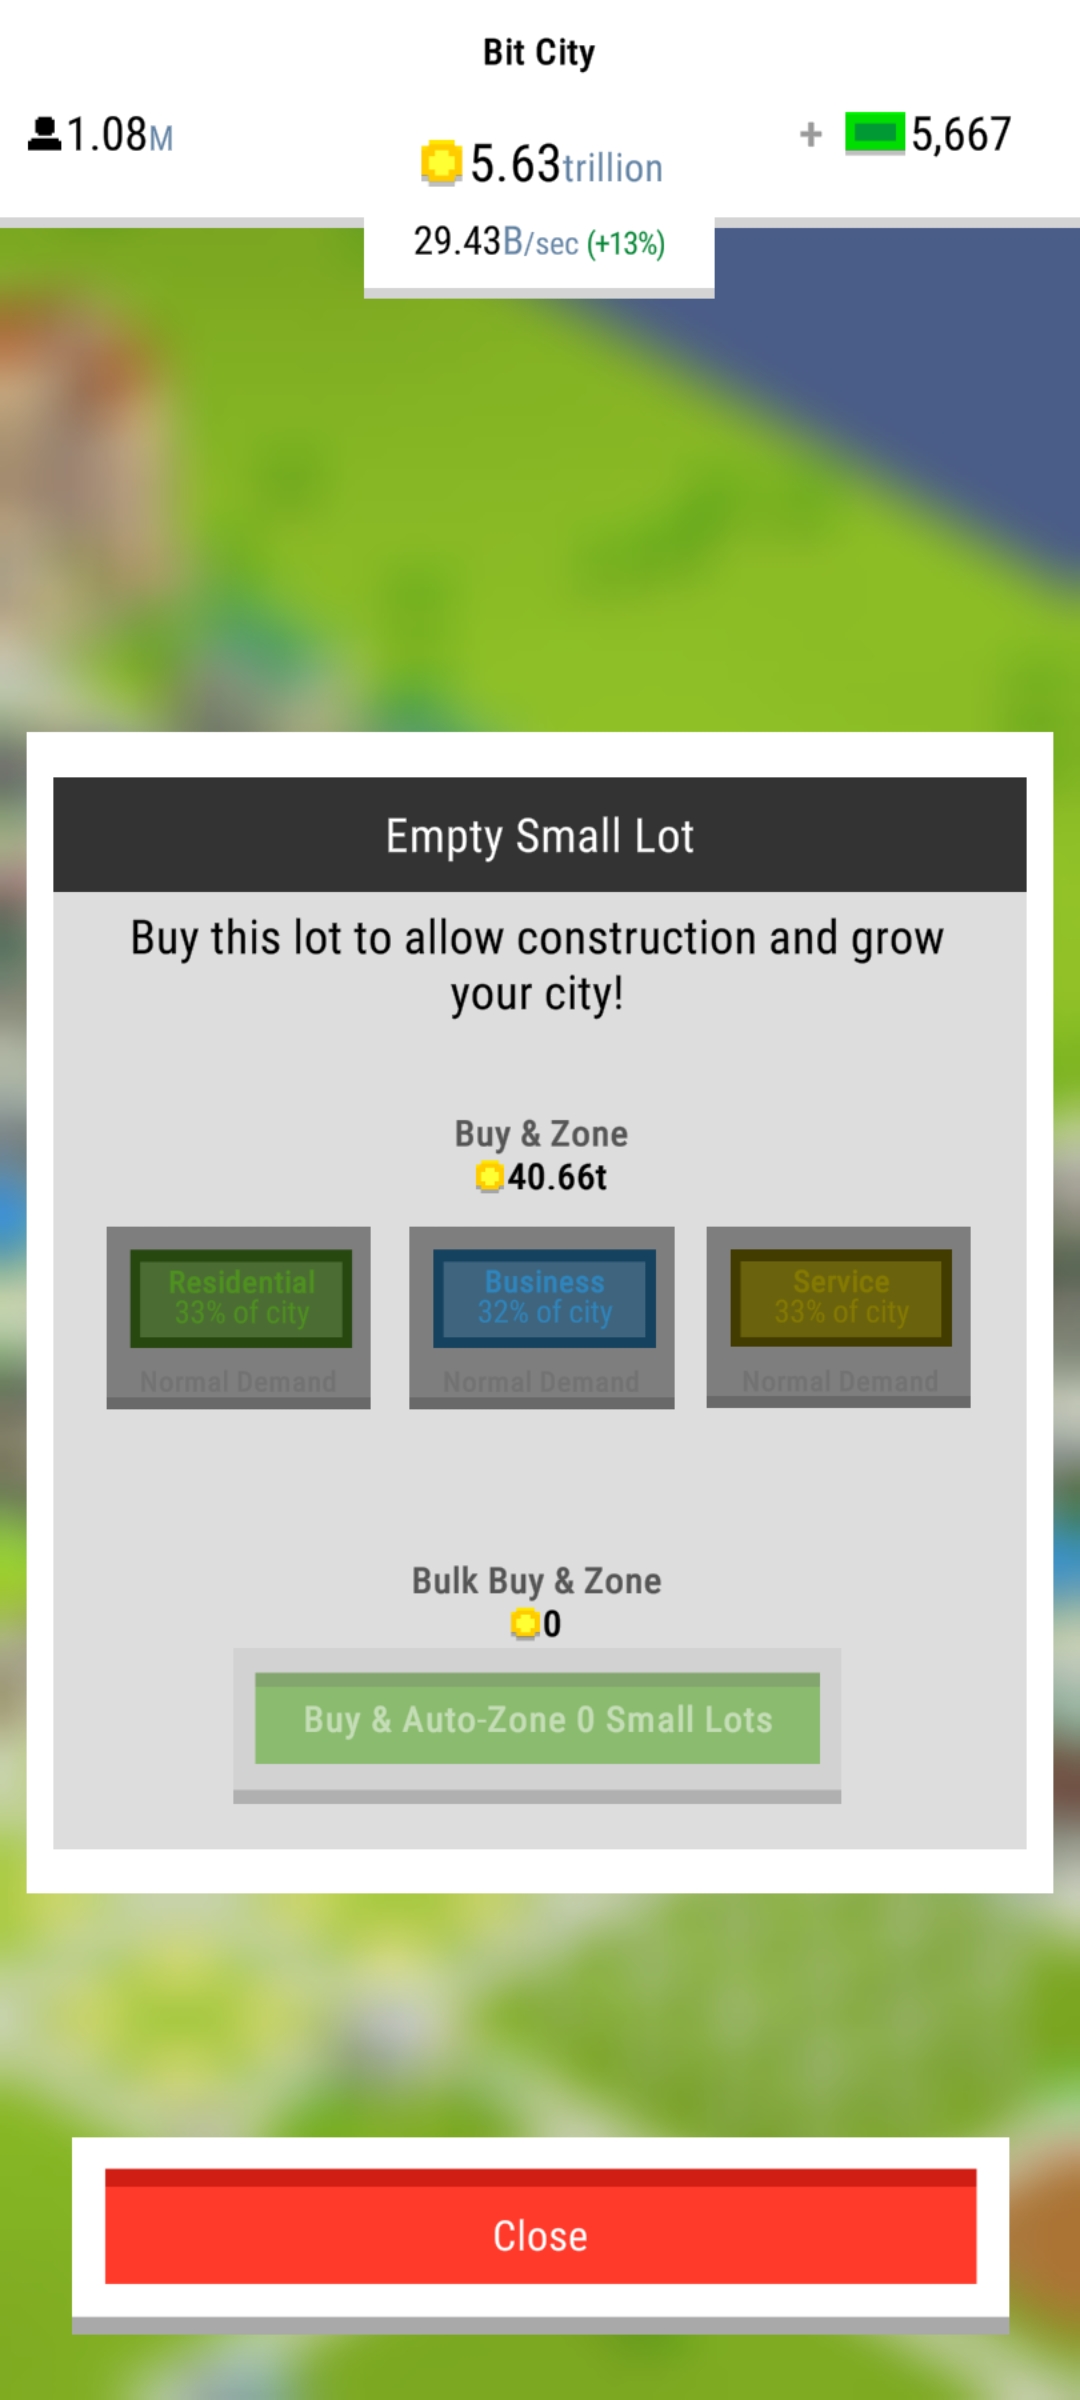 Bit City
1.08M
5.63trillion
+ 5,667
29.43B/sec (+13%)
Empty Small Lot
Buy this lot to allow construction and grow
your city!
Buy & Zone
40.66t
Residential
33% of city
Normal Demand
Business
32% of city
Normal Demand
Service
33% of city
Normal Demand
Bulk Buy & Zone
0
Buy & Auto-Zone 0 Small Lots
Close